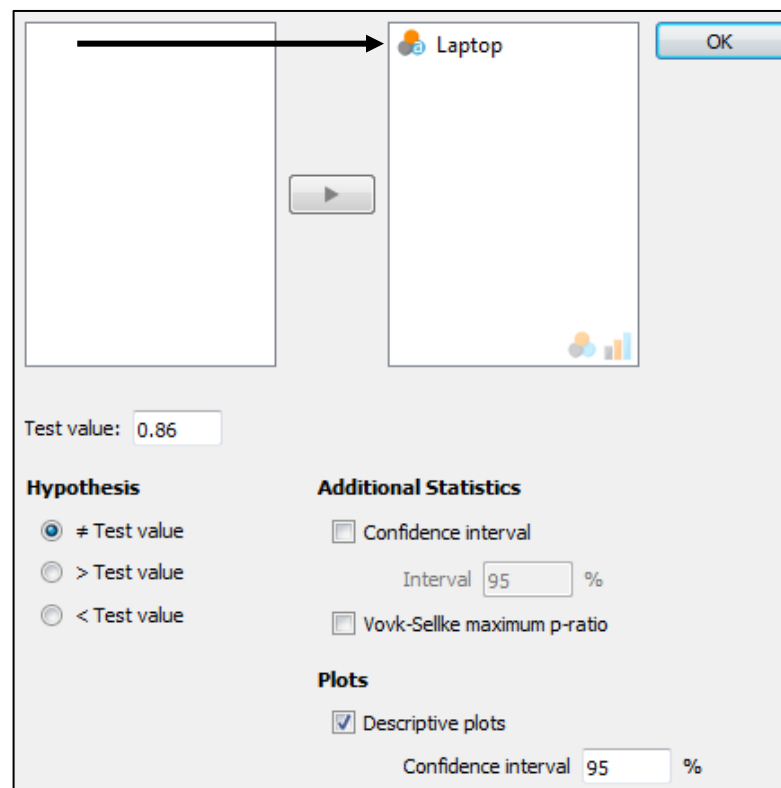 Laptop
OK
Test value: 0.86
Hypothesis
≠ Test value
> Test value
< Test value
Additional Statistics
Confidence interval
Interval 95 %
Vovk-Sellke maximum p-ratio
Plots
Descriptive plots
Confidence interval 95 %